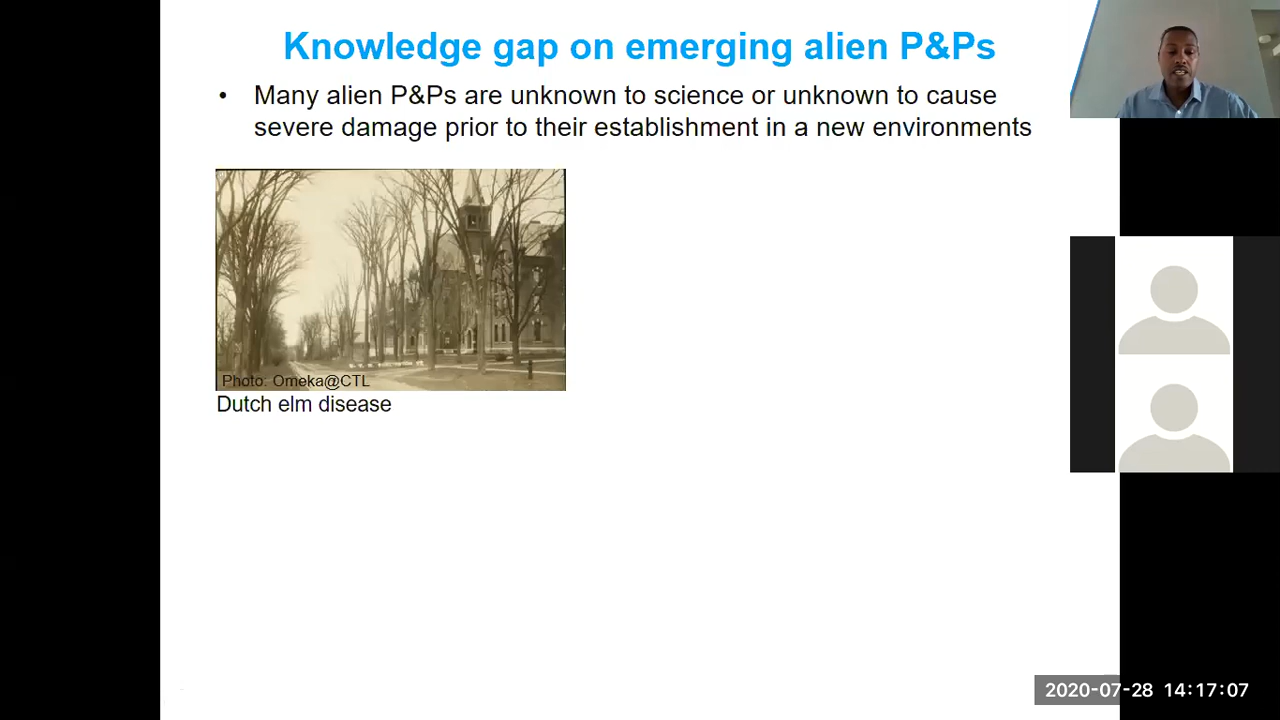 Knowledge gap on emerging alien P&Ps
• Many alien P&Ps are unknown to science or unknown to cause
severe damage prior to their establishment in a new environments
Photo: Omeka@CTL
Dutch elm disease
2020-07-28 14:17:07